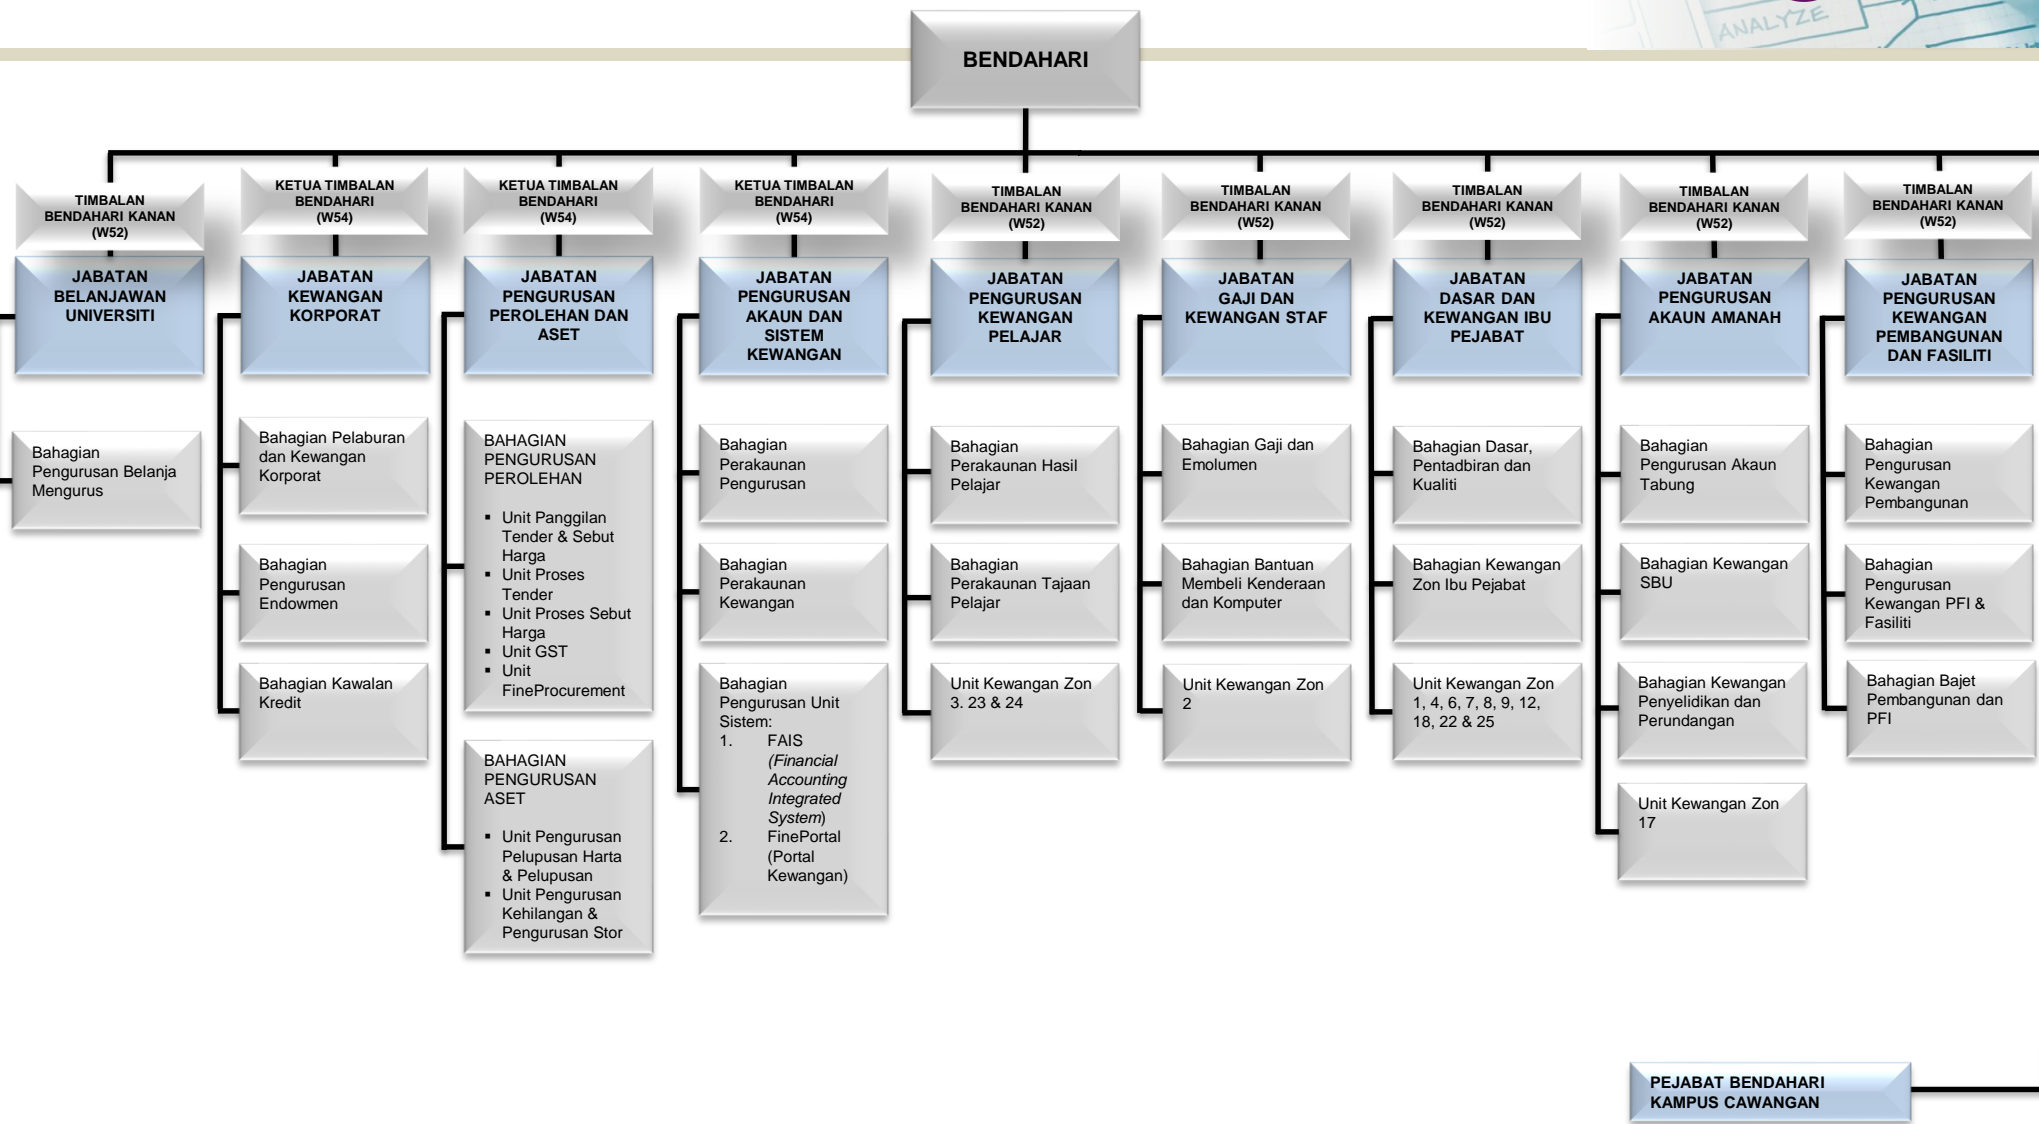 ANALYZE
BENDAHARI
TIMBALAN
BENDAHARI KANAN
(W52)
JABATAN
BELANJAWAN
UNIVERSITI
Bahagian
Pengurusan Belanja
Mengurus
KETUA TIMBALAN
BENDAHARI
(W54)
JABATAN
KEWANGAN
KORPORAT
Bahagian Pelaburan
dan Kewangan
Korporat
Bahagian
Pengurusan
Endowmen
Bahagian Kawalan
Kredit
KETUA TIMBALAN
BENDAHARI
(W54)
JABATAN
PENGURUSAN
PEROLEHAN DAN
ASET
BAHAGIAN
PENGURUSAN
PEROLEHAN
▪ Unit Panggilan
Tender & Sebut
Harga
▪ Unit Proses
Tender
▪ Unit Proses Sebut
Harga
▪ Unit GST
▪ Unit
FineProcurement
BAHAGIAN
PENGURUSAN
ASET
▪ Unit Pengurusan
Pelupusan Harta
& Pelupusan
▪ Unit Pengurusan
Kehilangan &
Pengurusan Stor
KETUA TIMBALAN
BENDAHARI
(W54)
JABATAN
PENGURUSAN
AKAUN DAN
SISTEM
KEWANGAN
Bahagian
Perakaunan
Pengurusan
Bahagian
Perakaunan
Kewangan
Bahagian
Pengurusan Unit
Sistem:
1. FAIS
(Financial
Accounting
Integrated
System)
2. FinePortal
(Portal
Kewangan)
TIMBALAN
BENDAHARI KANAN
(W52)
JABATAN
PENGURUSAN
KEWANGAN
PELAJAR
Bahagian
Perakaunan Hasil
Pelajar
Bahagian
Perakaunan Tajaan
Pelajar
Unit Kewangan Zon
3. 23 & 24
TIMBALAN
BENDAHARI KANAN
(W52)
JABATAN
GAJI DAN
KEWANGAN STAF
Bahagian Gaji dan
Emolumen
Bahagian Bantuan
Membeli Kenderaan
dan Komputer
Unit Kewangan Zon
2
TIMBALAN
BENDAHARI KANAN
(W52)
JABATAN
DASAR DAN
KEWANGAN IBU
PEJABAT
Bahagian Dasar,
Pentadbiran dan
Kualiti
Bahagian Kewangan
Zon Ibu Pejabat
Unit Kewangan Zon
1, 4, 6, 7, 8, 9, 12,
18, 22 & 25
TIMBALAN
BENDAHARI KANAN
(W52)
JABATAN
PENGURUSAN
AKAUN AMANAH
Bahagian
Pengurusan Akaun
Tabung
Bahagian Kewangan
SBU
Bahagian Kewangan
Penyelidikan dan
Perundangan
Unit Kewangan Zon
17
TIMBALAN
BENDAHARI KANAN
(W52)
JABATAN
PENGURUSAN
KEWANGAN
PEMBANGUNAN
DAN FASILITI
Bahagian
Pengurusan
Kewangan
Pembangunan
Bahagian
Pengurusan
Kewangan PFI &
Fasiliti
Bahagian Bajet
Pembangunan dan
PFI
PEJABAT BENDAHARI
KAMPUS CAWANGAN